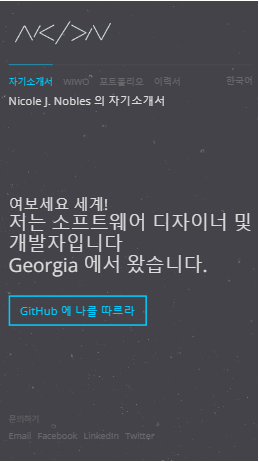 N</>N
자기소개서 WIWO 포트폴리오 이력서 한국어
Nicole J. Nobles 의 자기소개서
여보세요 세계!
저는 소프트웨어 디자이너 및
개발자입니다
Georgia 에서 왔습니다.
GitHub 에 나를 따르라
문의하기
Email Facebook LinkedIn Twitter